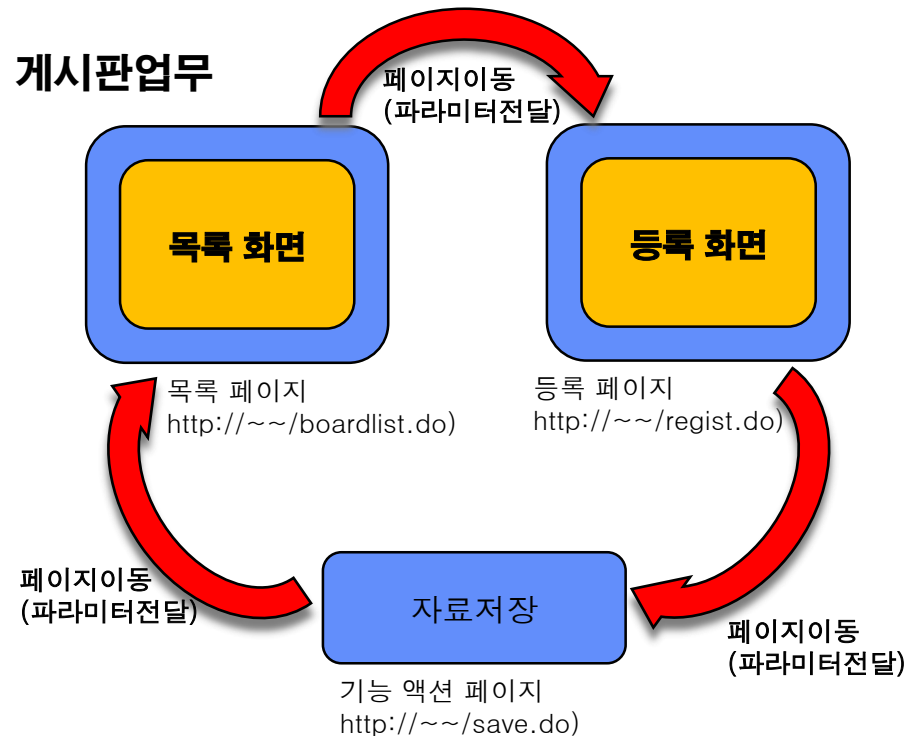 게시판업무
페이지이동
(파라미터전달)
목록 화면
등록 화면
목록 페이지
http://~~/boardlist.do)
등록 페이지
http://~~/regist.do)
페이지이동
(파라미터전달)
자료저장
페이지이동
(파라미터전달)
기능 액션 페이지
http://~~/save.do)